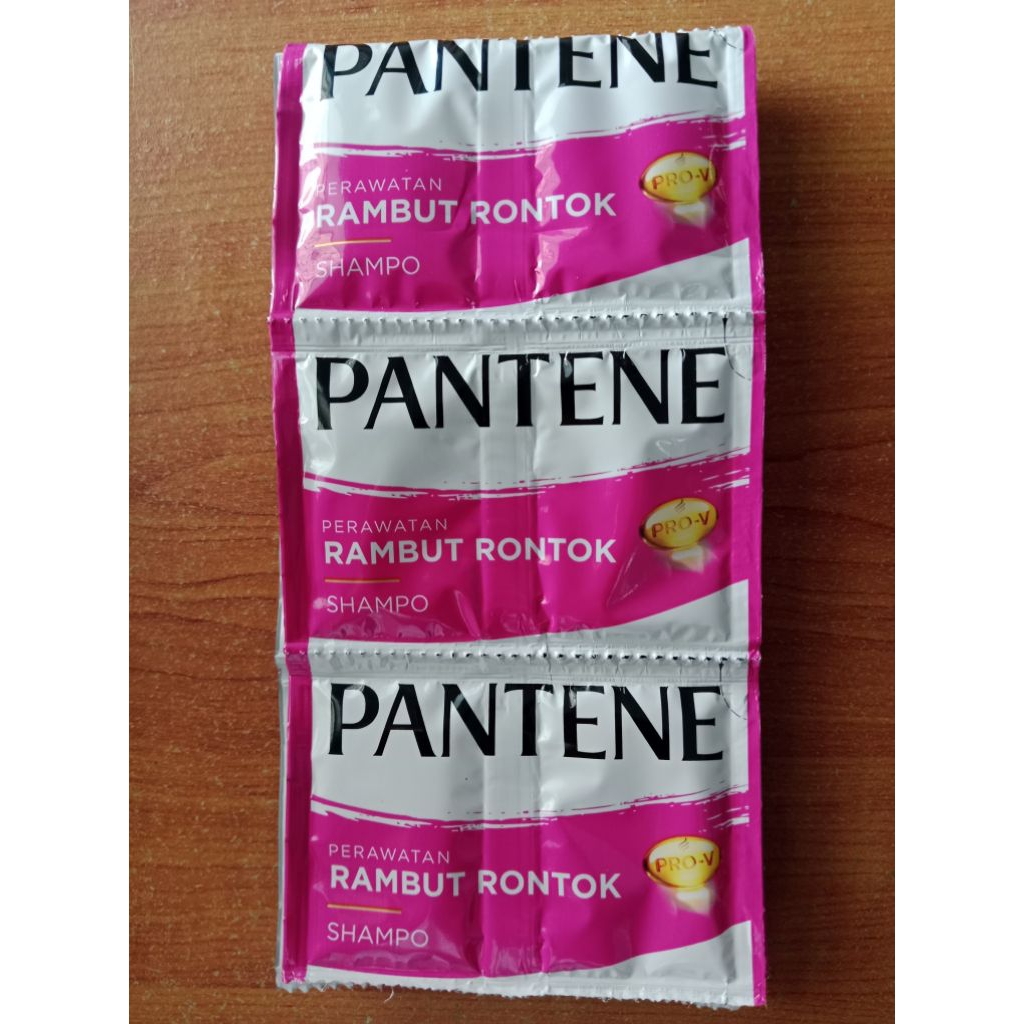 PANTENE
PERAWATAN
RAMBUT RONTOK
PRO-V
SHAMPO
PANTENE
PERAWATAN
RAMBUT RONTOK
PRO-V
SHAMPO
PANTENE
PERAWATAN
RAMBUT RONTOK
PRO-V
SHAMPO